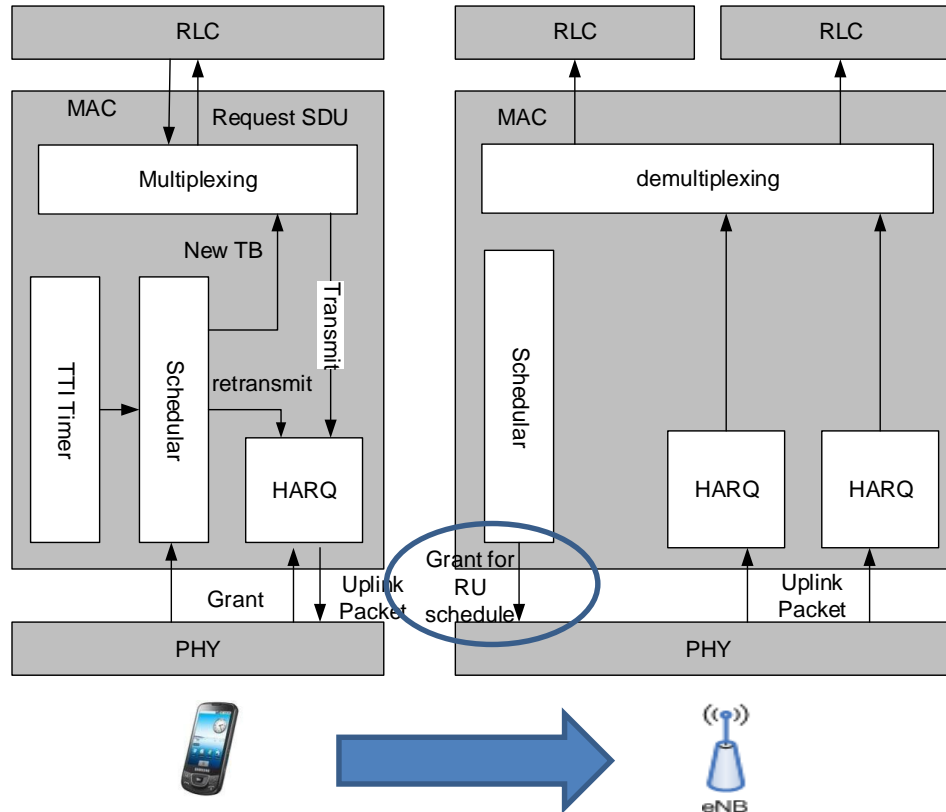 RLC
RLC
RLC
MAC
Request SDU
Multiplexing
New TB
Transmit
TTI Timer
Schedular
retransmit
HARQ
Grant
Uplink
Packet
PHY
MAC
demultiplexing
Schedular
HARQ
HARQ
Grant for
RU
schedule
Uplink
Packet
PHY
eNB